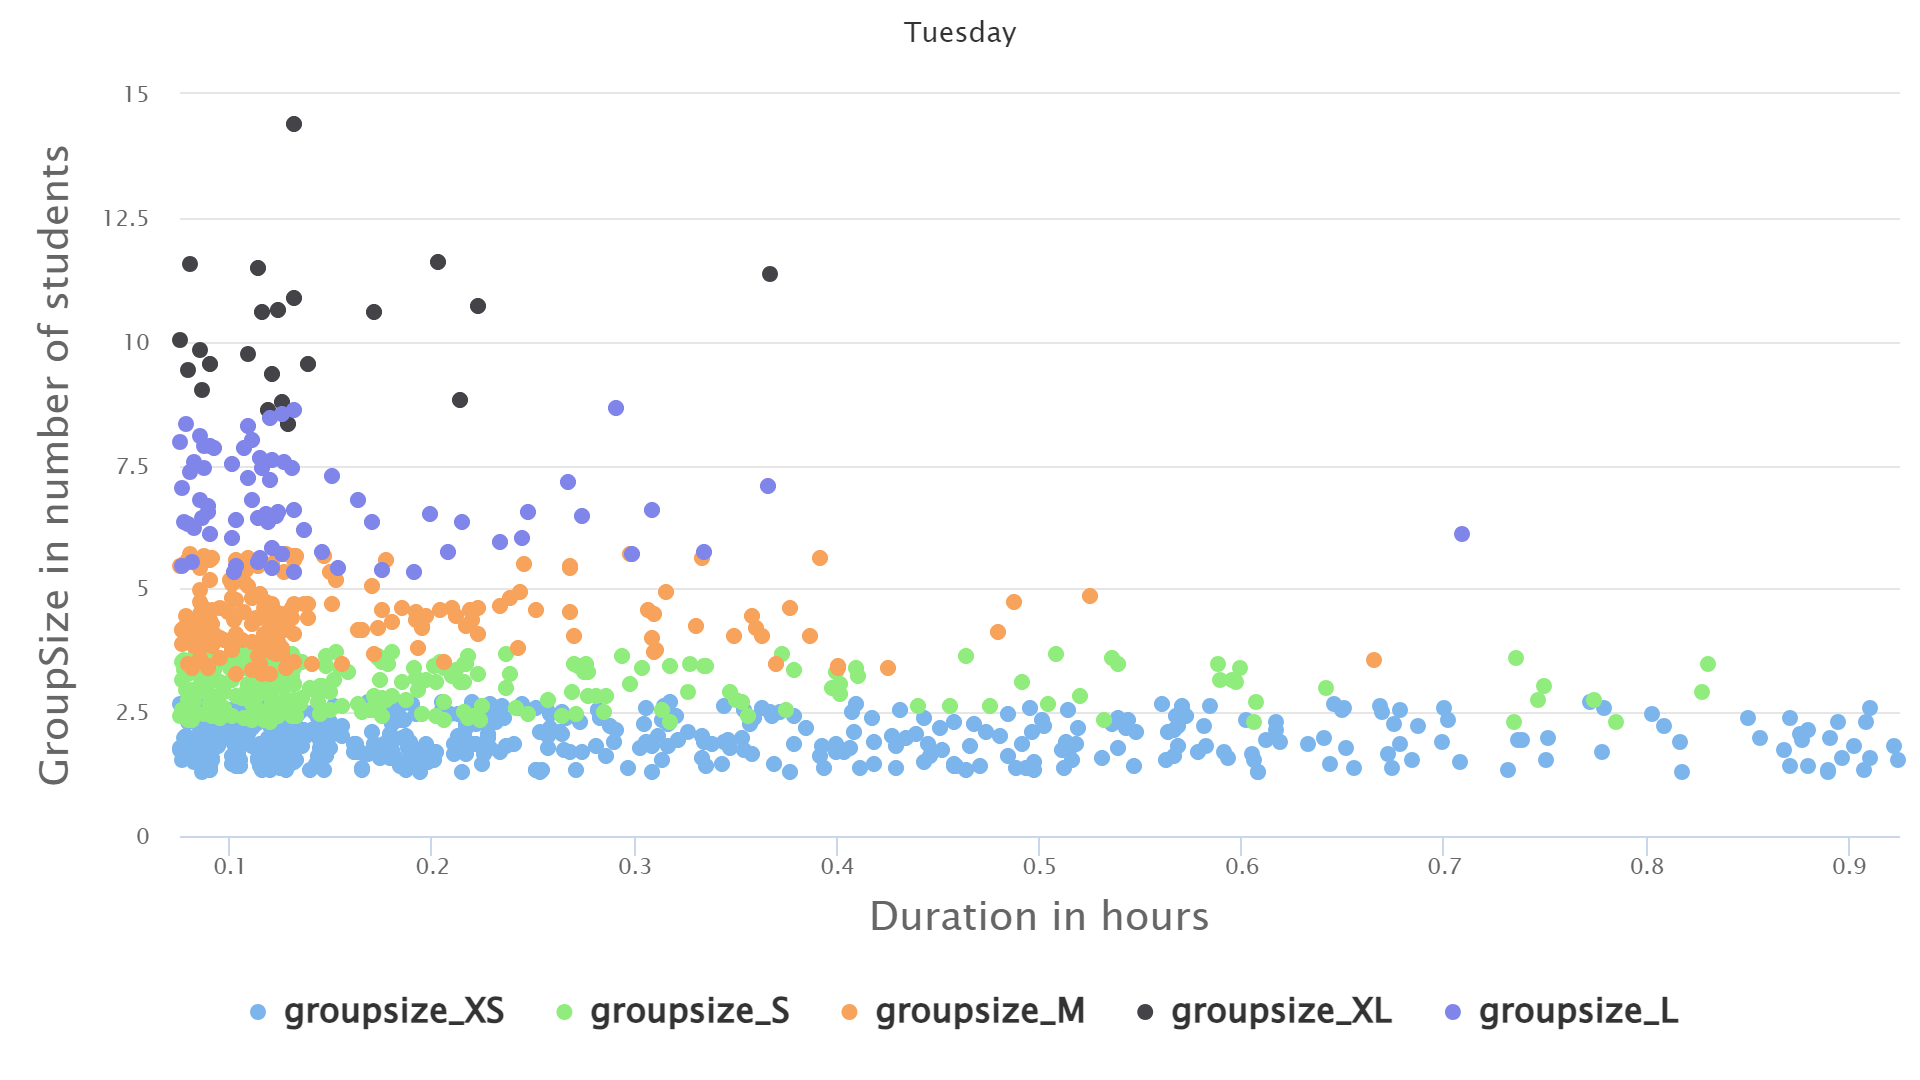 Tuesday
GroupSize in number of students
15
12.5
10
7.5
5
2.5
0
0.1 0.2 0.3 0.4 0.5 0.6 0.7 0.8 0.9
Duration in hours
groupsize_XS groupsize_S groupsize_M groupsize_XL groupsize_L